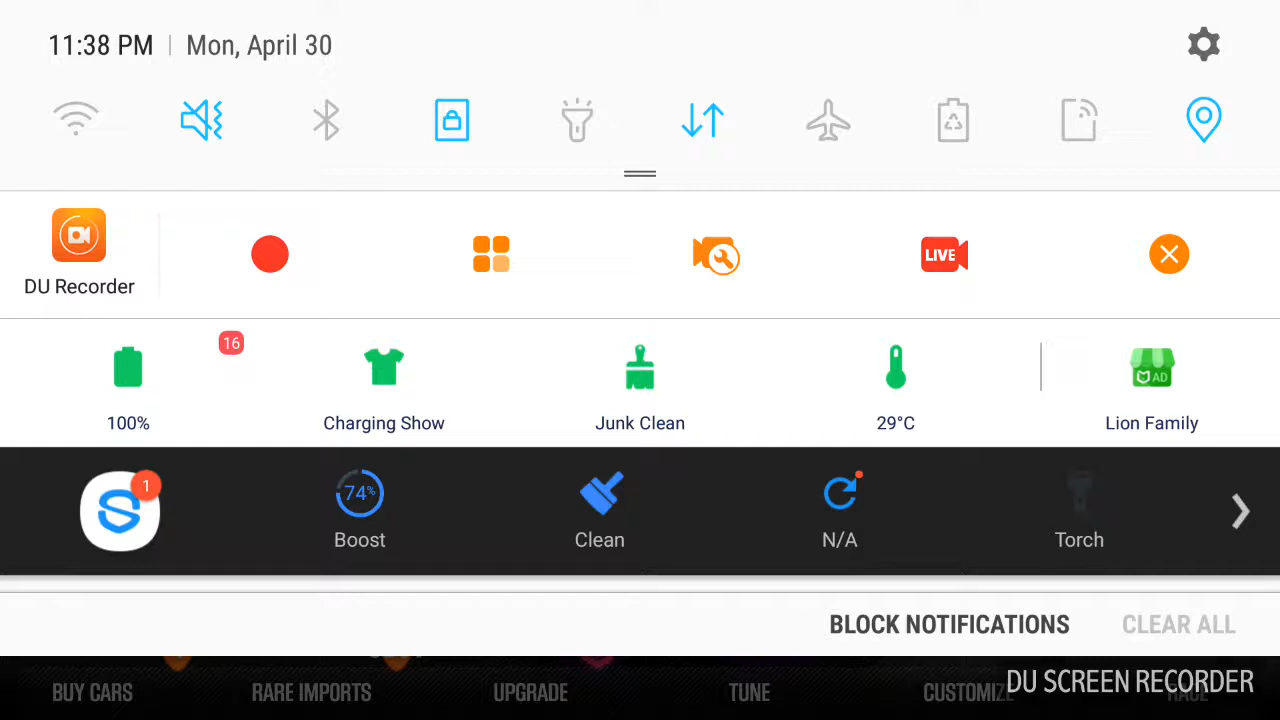 11:38 PM | Mon, April 30
DU Recorder
LIVE
16
AD
100%
Charging Show
Junk Clean
29°C
Lion Family
1
74%
Boost
Clean
N/A
Torch
BLOCK NOTIFICATIONS
CLEAR ALL
BUY CARS
RARE IMPORTS
UPGRADE
TUNE
CUSTOMIZE
RACE
DU SCREEN RECORDER